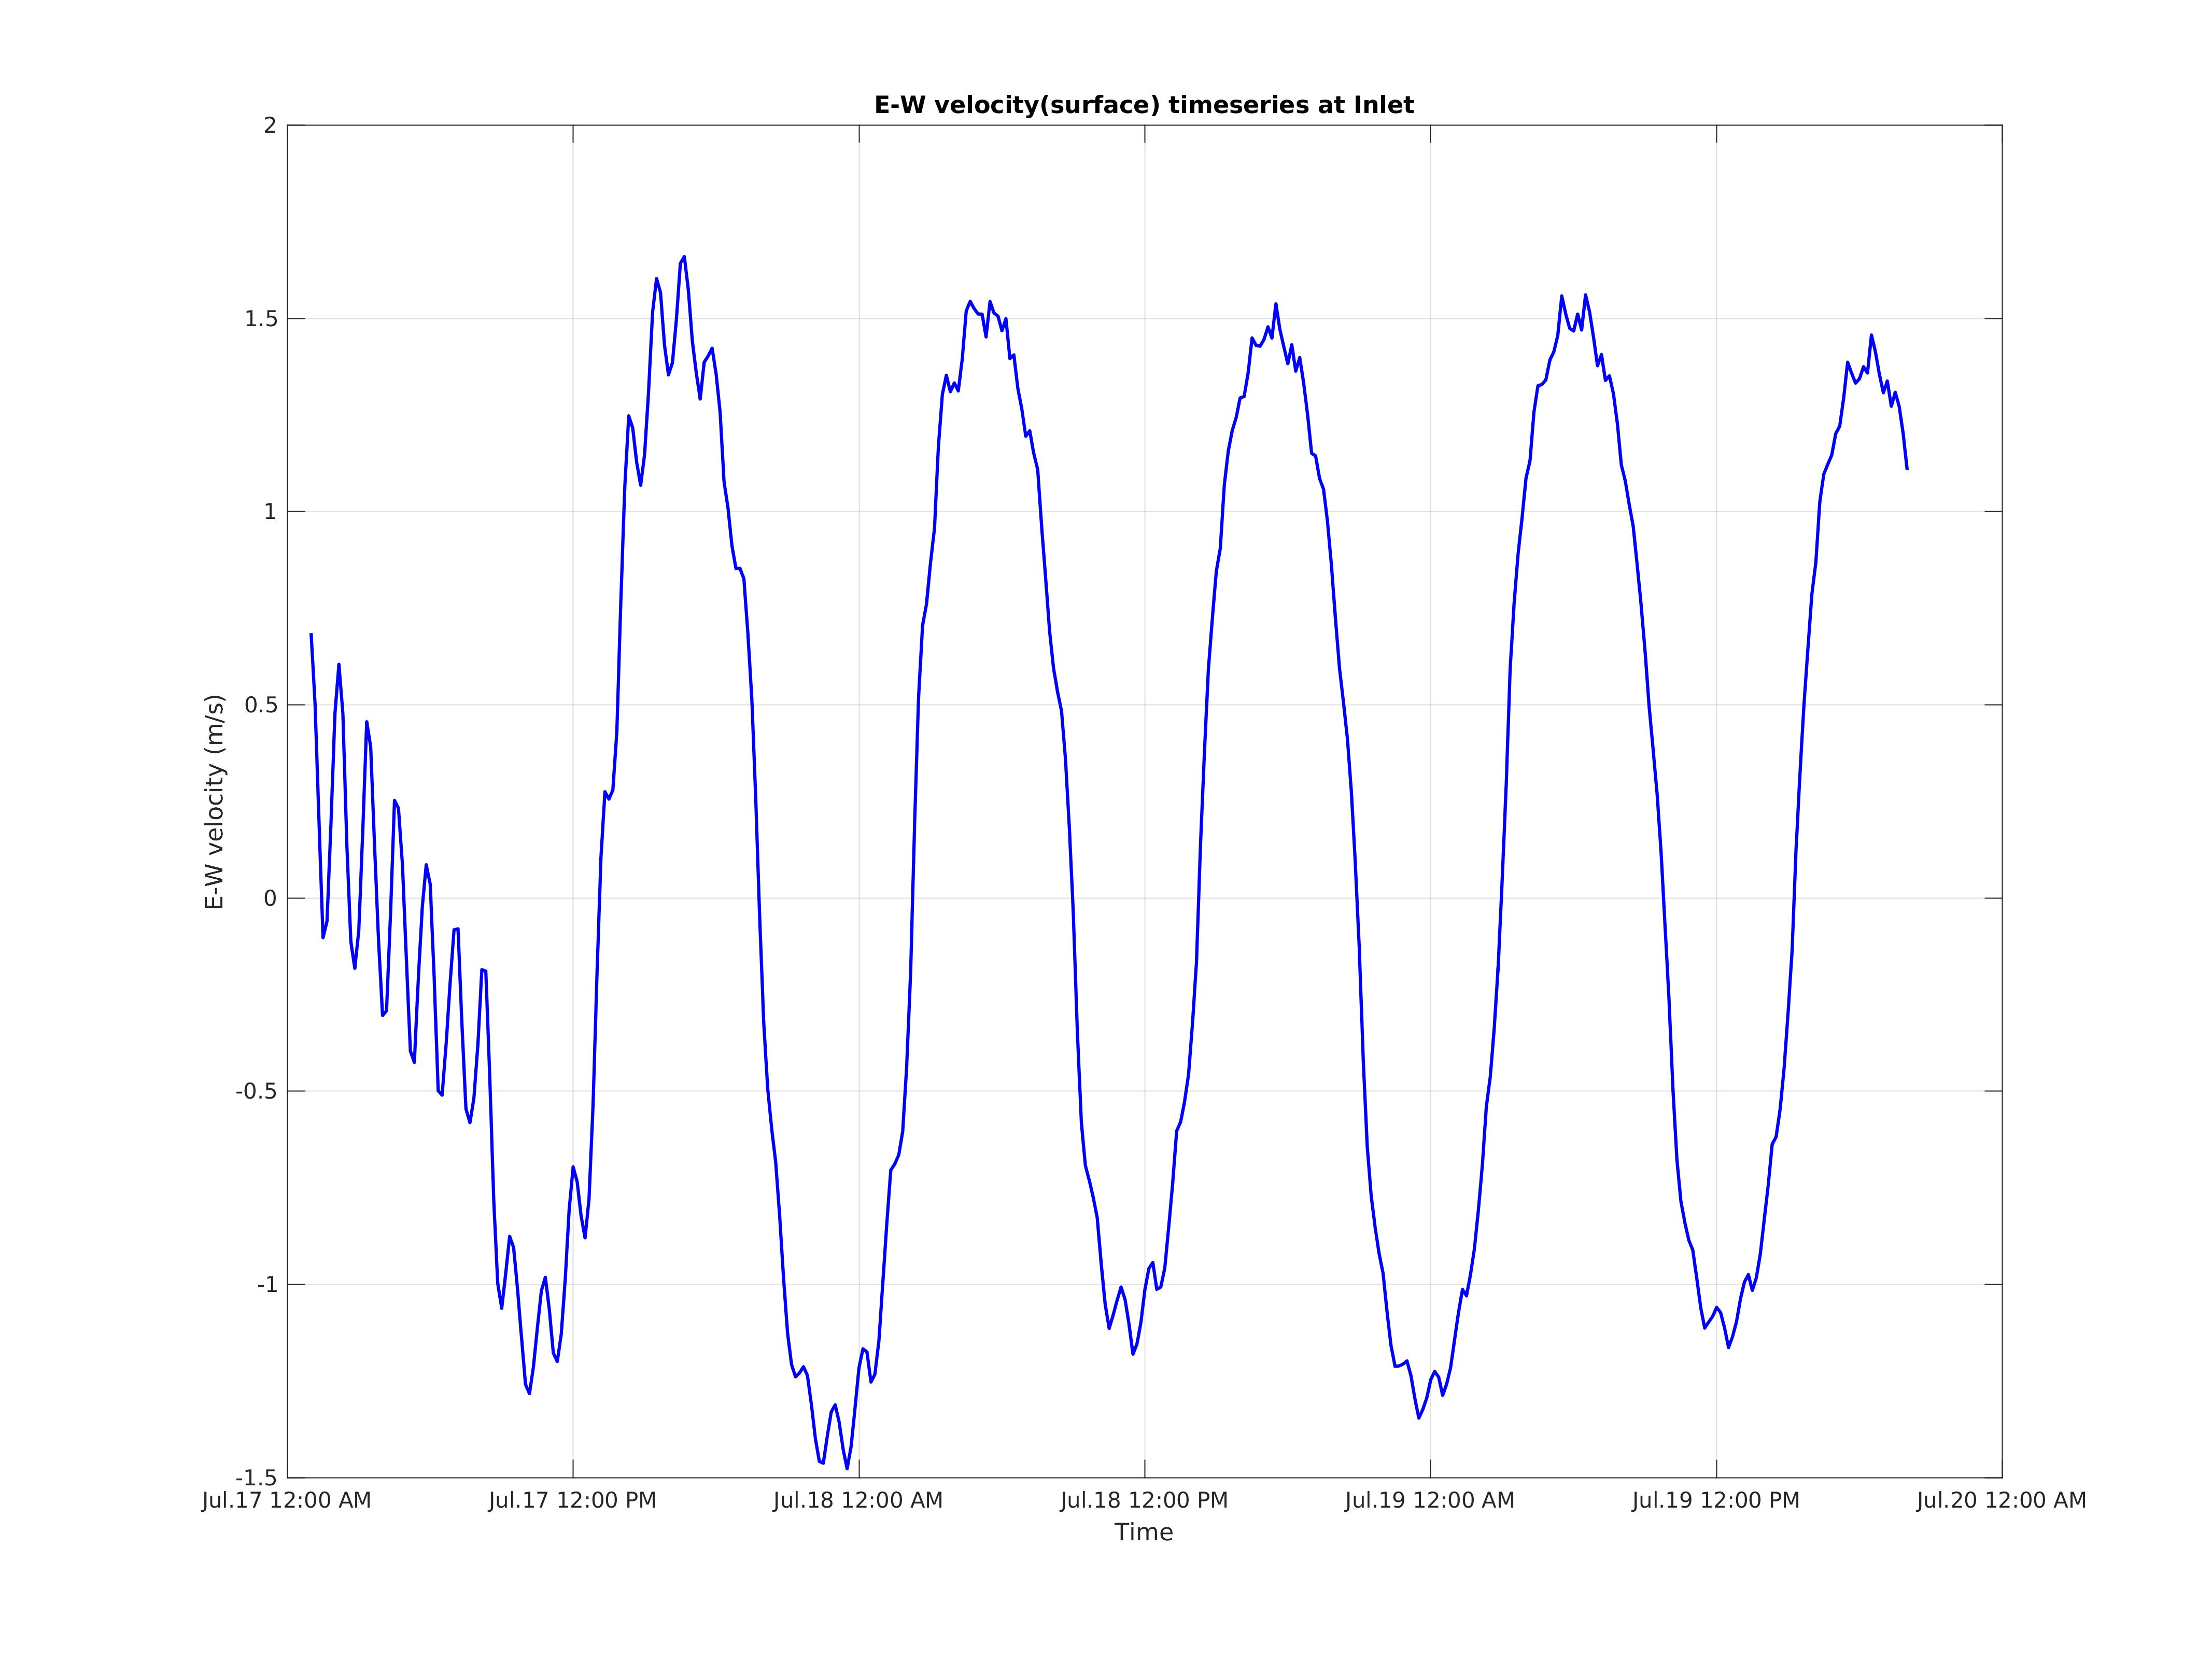 E-W velocity(surface) timeseries at Inlet
2
1.5
1
0.5
0
-0.5
-1
-1.5
E-W velocity (m/s)
Jul.17 12:00 AM Jul.17 12:00 PM Jul.18 12:00 AM Jul.18 12:00 PM Jul.19 12:00 AM Jul.19 12:00 PM Jul.20 12:00 AM
Time